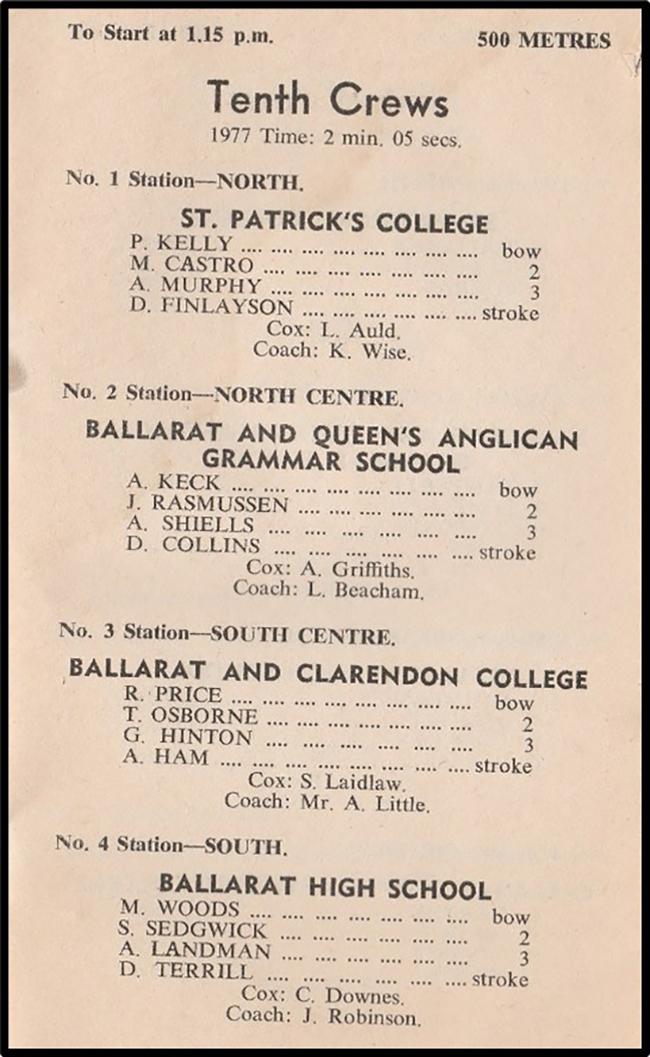 To Start at 1.15 p.m. 500 METRES
Tenth Crews
1977 Time: 2 min. 05 secs.
No. 1 Station—NORTH.
ST. PATRICK'S COLLEGE
P. KELLY .... .... .... .... .... .... .... .... bow
M. CASTRO .... .... .... .... .... .... .... 2
A. MURPHY .... .... .... .... .... .... .... 3
D. FINLAYSON .... .... .... .... .... .... stroke
Cox: L. Auld.
Coach: K. Wise.
No. 2 Station—NORTH CENTRE.
BALLARAT AND QUEEN'S ANGLICAN
GRAMMAR SCHOOL
A. KECK .... .... .... .... .... .... .... .... bow
J. RASMUSSEN .... .... .... .... .... .... 2
A. SHIELLS .... .... .... .... .... .... .... 3
D. COLLINS .... .... .... .... .... .... .... stroke
Cox: A. Griffiths.
Coach: L. Beacham.
No. 3 Station—SOUTH CENTRE.
BALLARAT AND CLARENDON COLLEGE
R. PRICE .... .... .... .... .... .... .... .... bow
T. OSBORNE .... .... .... .... .... .... .... 2
G. HINTON .... .... .... .... .... .... .... 3
A. HAM .... .... .... .... .... .... .... .... stroke
Cox: S. Laidlaw.
Coach: Mr. A. Little.
No. 4 Station—SOUTH.
BALLARAT HIGH SCHOOL
M. WOODS .... .... .... .... .... .... .... bow
S. SEDGWICK .... .... .... .... .... .... 2
A. LANDMAN .... .... .... .... .... .... 3
D. TERRILL .... .... .... .... .... .... .... stroke
Cox: C. Downes.
Coach: J. Robinson.